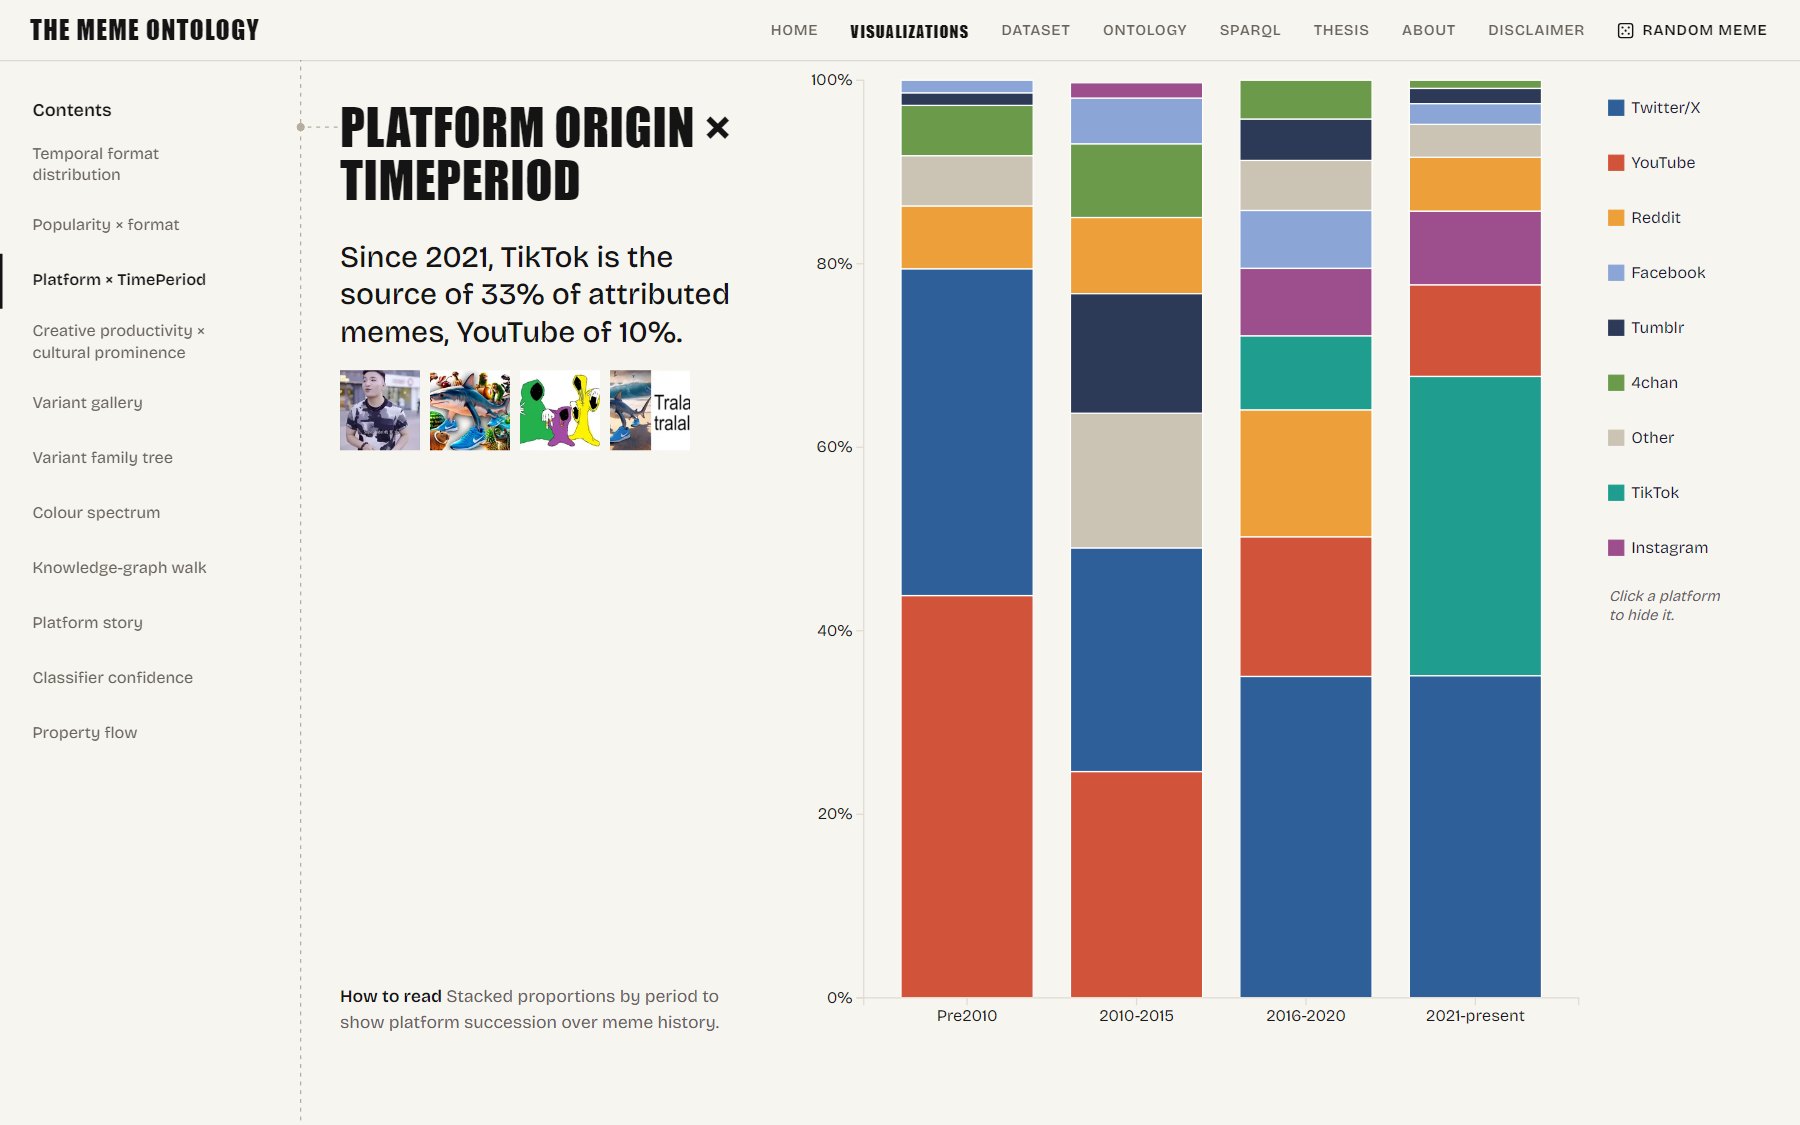 THE MEME ONTOLOGY
HOME
VISUALIZATIONS
DATASET
ONTOLOGY
SPARQL
THESIS
ABOUT
DISCLAIMER
RANDOM MEME
Contents
Temporal format
distribution
Popularity × format
Platform × TimePeriod
Creative productivity ×
cultural prominence
Variant gallery
Variant family tree
Colour spectrum
Knowledge-graph walk
Platform story
Classifier confidence
Property flow
PLATFORM ORIGIN ×
TIMEPERIOD
Since 2021, TikTok is the
source of 33% of attributed
memes, YouTube of 10%.
Trala
tralal
How to read Stacked proportions by period to
show platform succession over meme history.
100%
80%
60%
40%
20%
0%
Pre2010
2010-2015
2016-2020
2021-present
Twitter/X
YouTube
Reddit
Facebook
Tumblr
4chan
Other
TikTok
Instagram
Click a platform
to hide it.